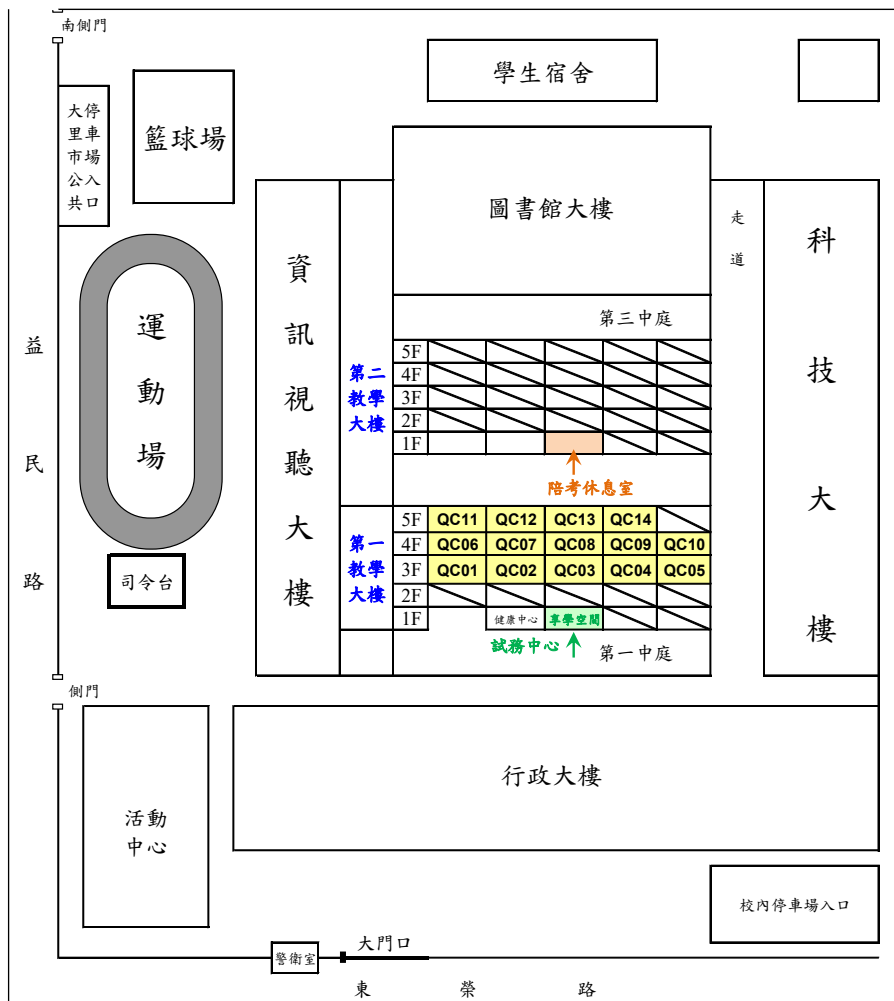 南側門
學生宿舍
大里市公共
停車場入口
籃球場
圖書館大樓
走道
科技大樓
資訊視聽大樓
運動場
益民路
第三中庭
第二
教學
大樓
5F
4F
3F
2F
1F
陪考休息室
第一
教學
大樓
5F QC11 QC12 QC13 QC14
4F QC06 QC07 QC08 QC09 QC10
3F QC01 QC02 QC03 QC04 QC05
2F
1F 健康中心 享學空間
試務中心
第一中庭
司令台
側門
行政大樓
活動
中心
校內停車場入口
大門口
警衛室
東榮路